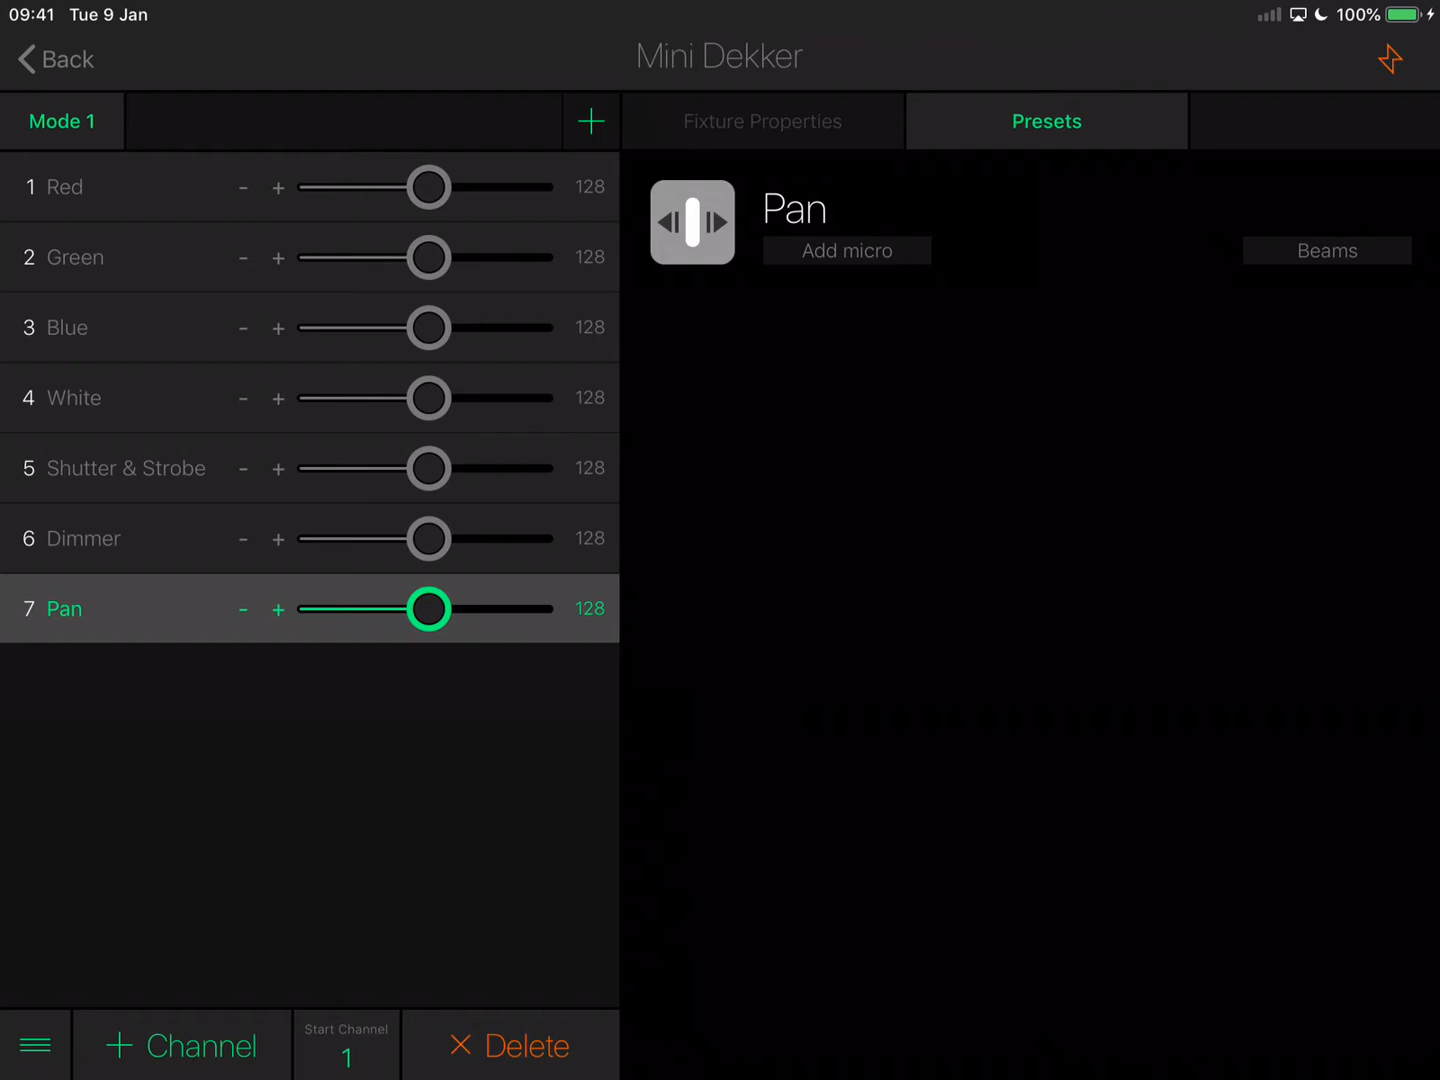 09:41 Tue 9 Jan
100%
Back
Mini Dekker
Mode 1
Fixture Properties
Presets
1 Red - + 128
2 Green - + 128
3 Blue - + 128
4 White - + 128
5 Shutter & Strobe - + 128
6 Dimmer - + 128
7 Pan - + 128
Pan
Add micro
Beams
Channel
Start Channel
1
Delete